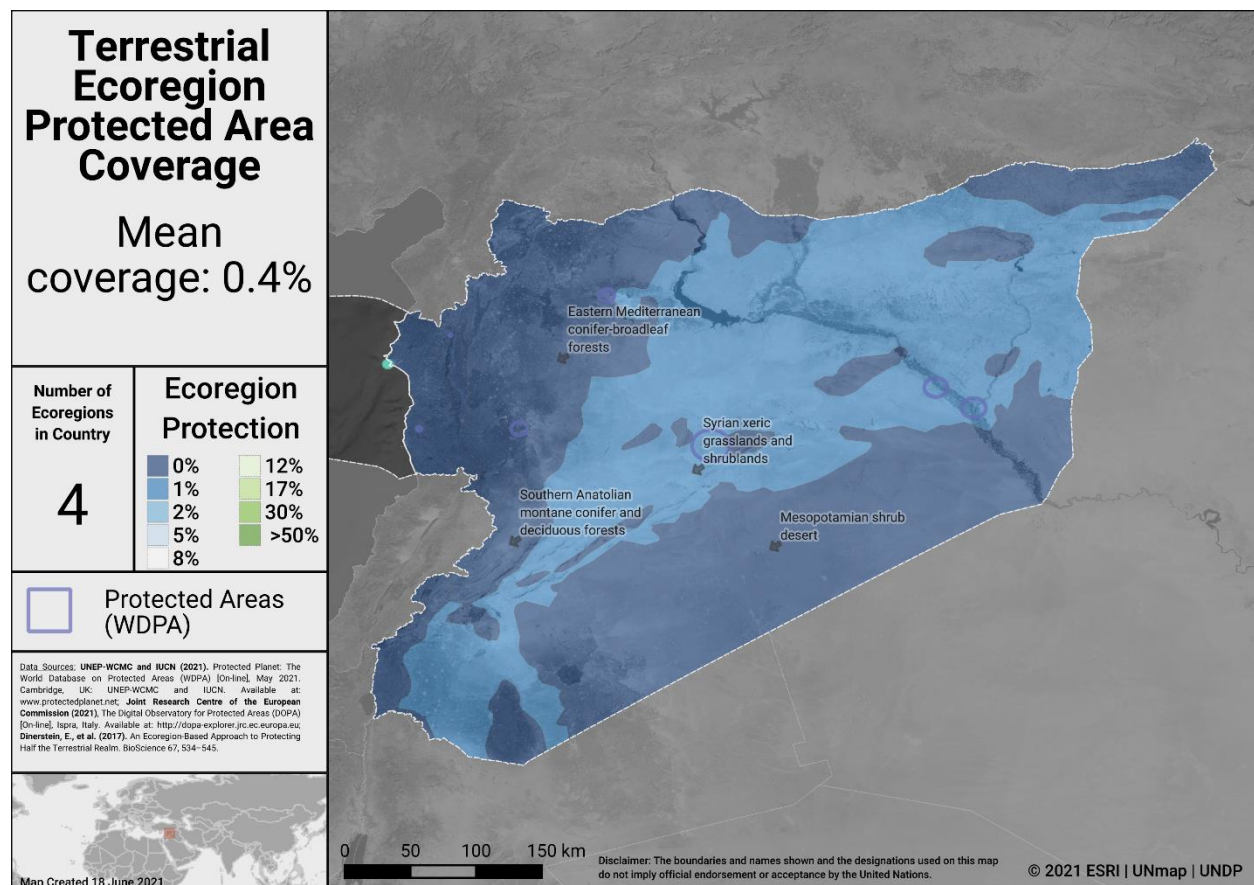 Terrestrial
Ecoregion
Protected Area
Coverage
Mean
coverage: 0.4%
Number of
Ecoregions
in Country
4
Ecoregion
Protection
0%
1%
2%
5%
8%
12%
17%
30%
>50%
Protected Areas
(WDPA)
Data Sources: UNEP-WCMC and IUCN (2021). Protected Planet: The
World Database on Protected Areas (WDPA) [On-line], May 2021.
Cambridge, UK: UNEP-WCMC and IUCN. Available at:
www.protectedplanet.net; Joint Research Centre of the European
Commission (2021), The Digital Observatory for Protected Areas (DOPA)
[On-line], Ispra, Italy. Available at: http://dopa-explorer.jrc.ec.europa.eu;
Dinerstein, E., et al. (2017). An Ecoregion-Based Approach to Protecting
Half the Terrestrial Realm. BioScience 67, 534–545.
Map Created 18 June 2021
Eastern Mediterranean
conifer-broadleaf
forests
Syrian xeric
grasslands and
shrublands
Southern Anatolian
montane conifer and
deciduous forests
Mesopotamian shrub
desert
0 50 100 150 km
Disclaimer: The boundaries and names shown and the designations used on this map
do not imply official endorsement or acceptance by the United Nations.
© 2021 ESRI | UNmap | UNDP